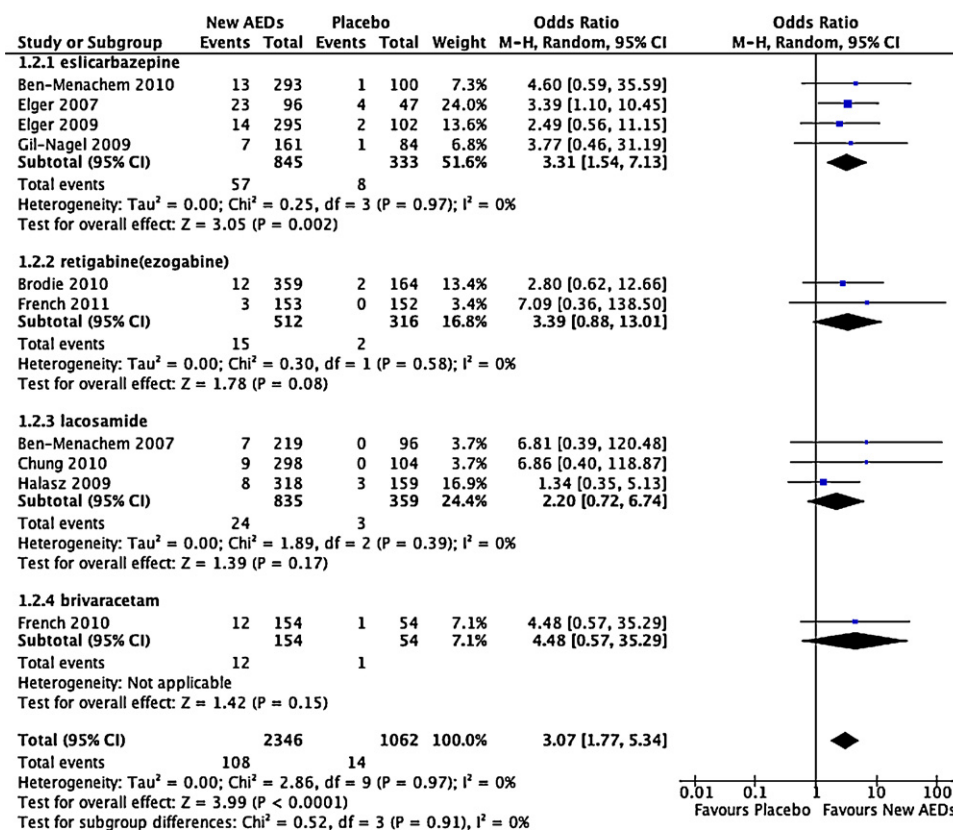 New AEDs Placebo Odds Ratio Odds Ratio
Study or Subgroup Events Total Events Total Weight M-H, Random, 95% CI M-H, Random, 95% CI
1.2.1 eslicarbazepine
Ben-Menachem 2010 13 293 1 100 7.3% 4.60 [0.59, 35.59]
Elger 2007 23 96 4 47 24.0% 3.39 [1.10, 10.45]
Elger 2009 14 295 2 102 13.6% 2.49 [0.56, 11.15]
Gil-Nagel 2009 7 161 1 84 6.8% 3.77 [0.46, 31.19]
Subtotal (95% CI) 845 333 51.6% 3.31 [1.54, 7.13]
Total events 57 8
Heterogeneity: Tau² = 0.00; Chi² = 0.25, df = 3 (P = 0.97); I² = 0%
Test for overall effect: Z = 3.05 (P = 0.002)
1.2.2 retigabine(ezogabine)
Brodie 2010 12 359 2 164 13.4% 2.80 [0.62, 12.66]
French 2011 3 153 0 152 3.4% 7.09 [0.36, 138.50]
Subtotal (95% CI) 512 316 16.8% 3.39 [0.88, 13.01]
Total events 15 2
Heterogeneity: Tau² = 0.00; Chi² = 0.30, df = 1 (P = 0.58); I² = 0%
Test for overall effect: Z = 1.78 (P = 0.08)
1.2.3 lacosamide
Ben-Menachem 2007 7 219 0 96 3.7% 6.81 [0.39, 120.48]
Chung 2010 9 298 0 104 3.7% 6.86 [0.40, 118.87]
Halasz 2009 8 318 3 159 16.9% 1.34 [0.35, 5.13]
Subtotal (95% CI) 835 359 24.4% 2.20 [0.72, 6.74]
Total events 24 3
Heterogeneity: Tau² = 0.00; Chi² = 1.89, df = 2 (P = 0.39); I² = 0%
Test for overall effect: Z = 1.39 (P = 0.17)
1.2.4 brivaracetam
French 2010 12 154 1 54 7.1% 4.48 [0.57, 35.29]
Subtotal (95% CI) 154 54 7.1% 4.48 [0.57, 35.29]
Total events 12 1
Heterogeneity: Not applicable
Test for overall effect: Z = 1.42 (P = 0.15)
Total (95% CI) 2346 1062 100.0% 3.07 [1.77, 5.34]
Total events 108 14
Heterogeneity: Tau² = 0.00; Chi² = 2.86, df = 9 (P = 0.97); I² = 0%
Test for overall effect: Z = 3.99 (P < 0.0001)
Test for subgroup differences: Chi² = 0.52, df = 3 (P = 0.91), I² = 0%
0.01 0.1 1 10 100
Favours Placebo Favours New AEDs